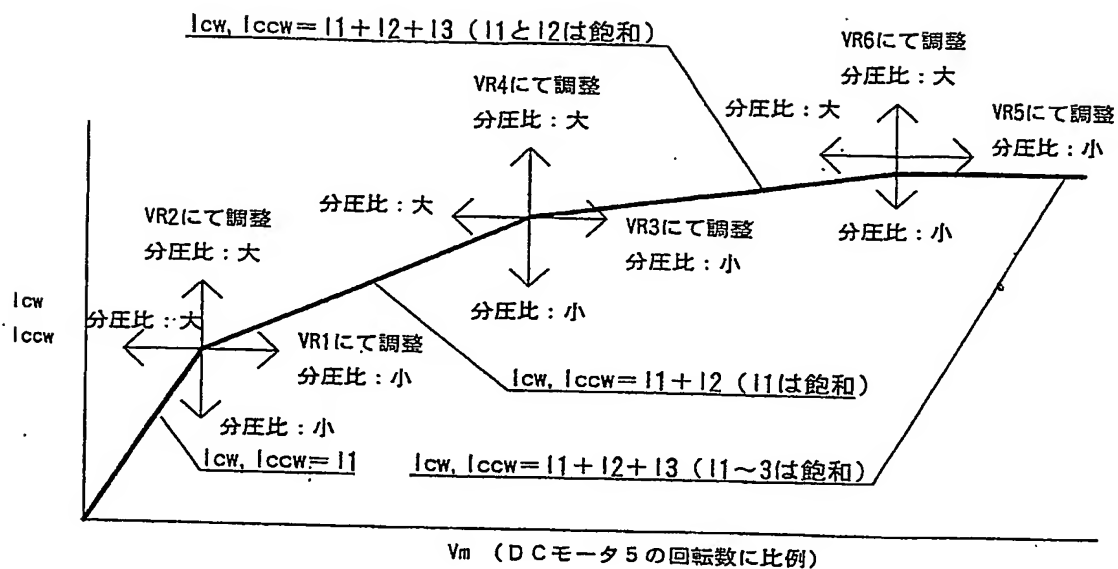 Icw, Iccw=I1+I2+I3 (I1とI2は飽和)
VR6にて調整
分圧比:大
VR4にて調整
分圧比:大
分圧比:大
VR5にて調整
分圧比:小
分圧比:大
VR2にて調整
分圧比:大
VR3にて調整
分圧比:小
分圧比:小
分圧比:小
Icw
Iccw
分圧比:大
VR1にて調整
分圧比:小
Icw, Iccw=I1+I2 (I1は飽和)
分圧比:小
Icw, Iccw=I1
Icw, Iccw=I1+I2+I3 (I1~3は飽和)
Vm (DCモータ5の回転数に比例)